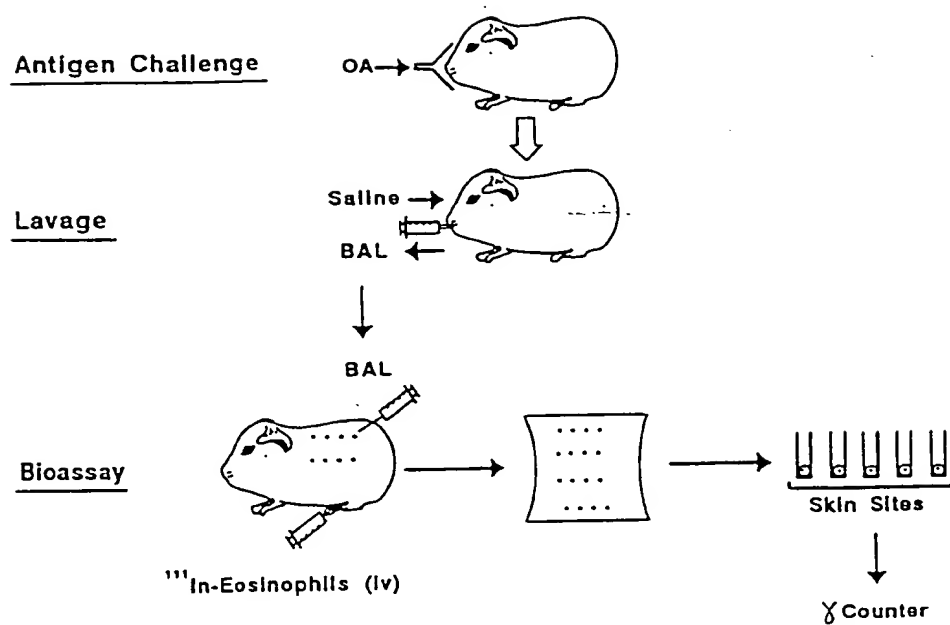 Antigen Challenge
OA
Lavage
Saline
BAL
BAL
Bioassay
¹¹¹In-Eosinophils (iv)
Skin Sites
γ Counter